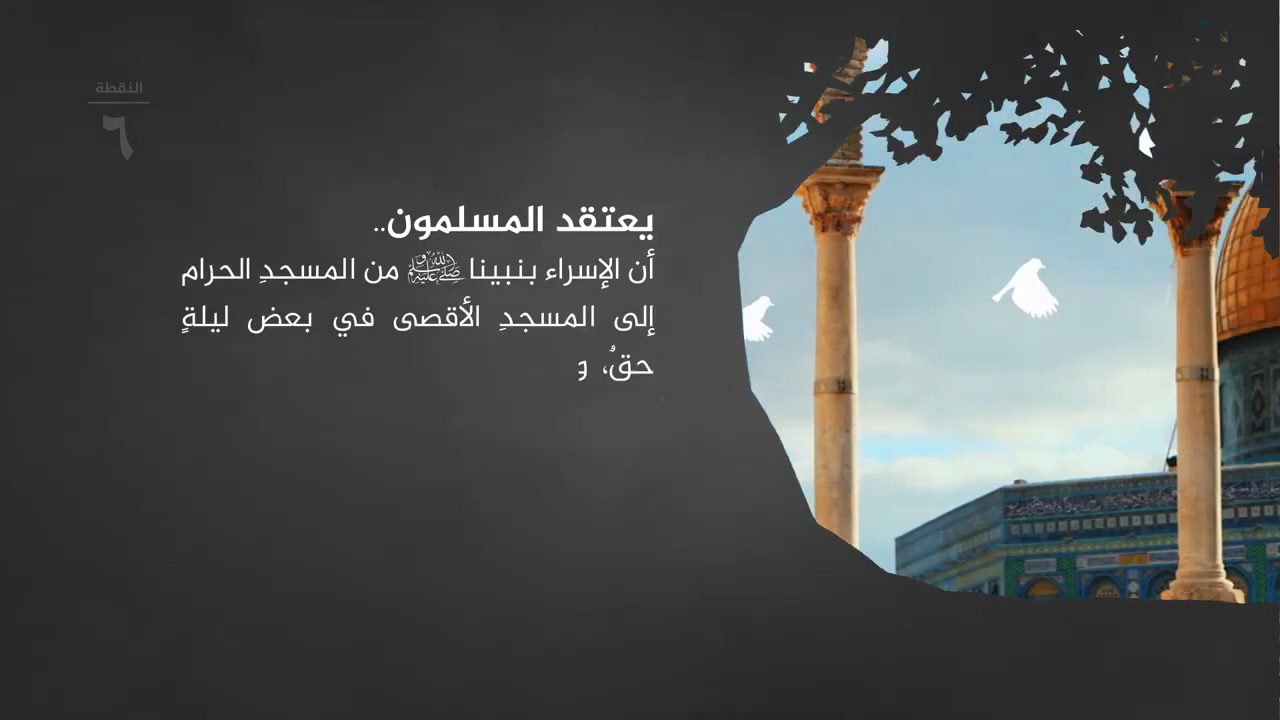 النقطة
٦
يعتقد المسلمون..
أن الإسراء بنبينا ﷺ من المسجدِ الحرام
إلى المسجدِ الأقصى في بعض ليلةٍ
حقٌ، و